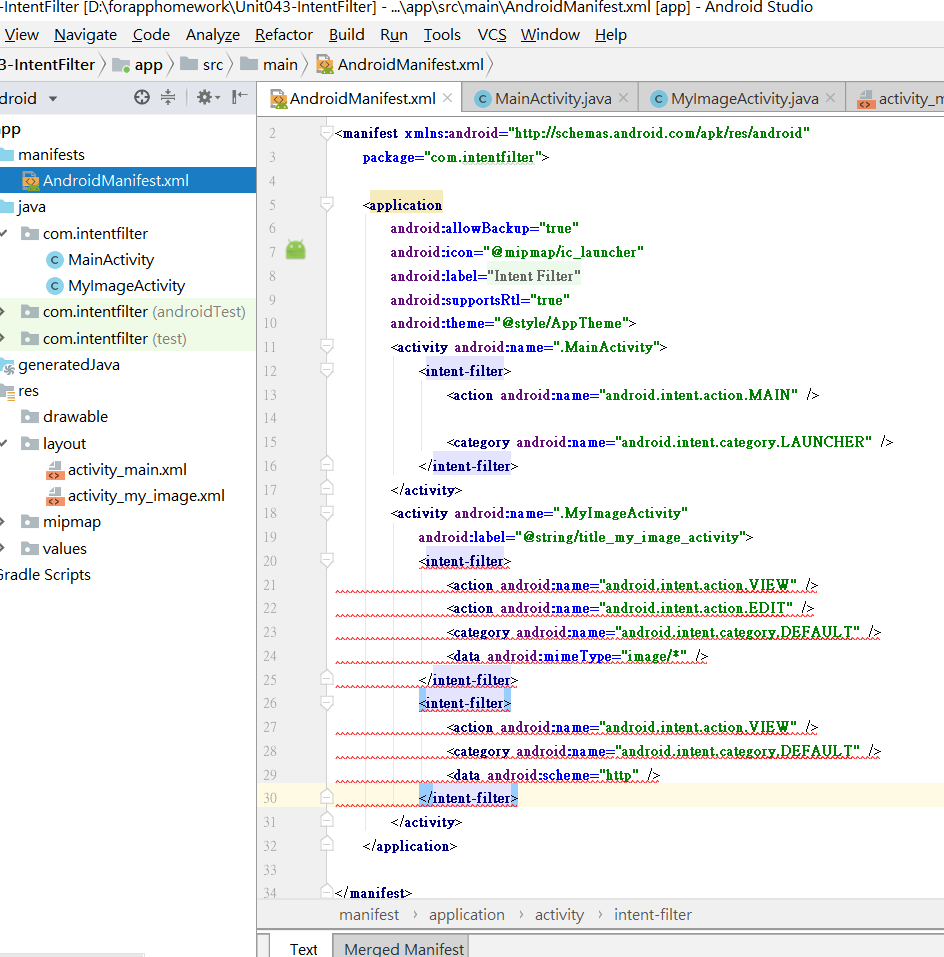 -IntentFilter [D:\forapphomework\Unit043-IntentFilter] - ...\app\src\main\AndroidManifest.xml [app] - Android Studio
View Navigate Code Analyze Refactor Build Run Tools VCS Window Help
3-IntentFilter app src main AndroidManifest.xml
droid
AndroidManifest.xml MainActivity.java MyImageActivity.java activity_m
pp
manifests
AndroidManifest.xml
java
com.intentfilter
MainActivity
MyImageActivity
com.intentfilter (androidTest)
com.intentfilter (test)
generatedJava
res
drawable
layout
activity_main.xml
activity_my_image.xml
mipmap
values
Gradle Scripts
2 <manifest xmlns:android="http://schemas.android.com/apk/res/android"
3 package="com.intentfilter">
4
5 <application
6 android:allowBackup="true"
7 android:icon="@mipmap/ic_launcher"
8 android:label="Intent Filter"
9 android:supportsRtl="true"
10 android:theme="@style/AppTheme">
11 <activity android:name=".MainActivity">
12 <intent-filter>
13 <action android:name="android.intent.action.MAIN" />
14
15 <category android:name="android.intent.category.LAUNCHER" />
16 </intent-filter>
17 </activity>
18 <activity android:name=".MyImageActivity"
19 android:label="@string/title_my_image_activity">
20 <intent-filter>
21 <action android:name="android.intent.action.VIEW" />
22 <action android:name="android.intent.action.EDIT" />
23 <category android:name="android.intent.category.DEFAULT" />
24 <data android:mimeType="image/*" />
25 </intent-filter>
26 <intent-filter>
27 <action android:name="android.intent.action.VIEW" />
28 <category android:name="android.intent.category.DEFAULT" />
29 <data android:scheme="http" />
30 </intent-filter>
31 </activity>
32 </application>
33
34 </manifest>
manifest › application › activity › intent-filter
Text Merged Manifest